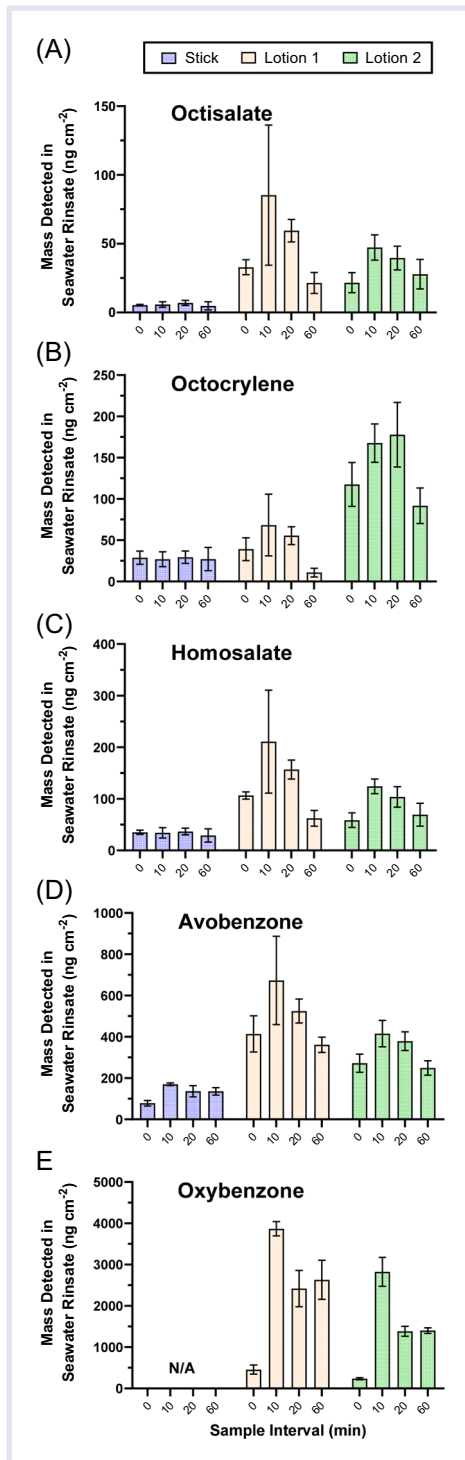 (A)
Stick Lotion 1 Lotion 2
Octisalate
Mass Detected in
Seawater Rinsate (ng cm-2)
150
100
50
0
0 10 20 60 0 10 20 60 0 10 20 60
(B)
Octocrylene
Mass Detected in
Seawater Rinsate (ng cm-2)
250
200
150
100
50
0
0 10 20 60 0 10 20 60 0 10 20 60
(C)
Homosalate
Mass Detected in
Seawater Rinsate (ng cm-2)
400
300
200
100
0
0 10 20 60 0 10 20 60 0 10 20 60
(D)
Avobenzone
Mass Detected in
Seawater Rinsate (ng cm-2)
1000
800
600
400
200
0
0 10 20 60 0 10 20 60 0 10 20 60
E
Oxybenzone
Mass Detected in
Seawater Rinsate (ng cm-2)
5000
4000
3000
2000
1000
0
N/A
0 10 20 60 0 10 20 60 0 10 20 60
Sample Interval (min)